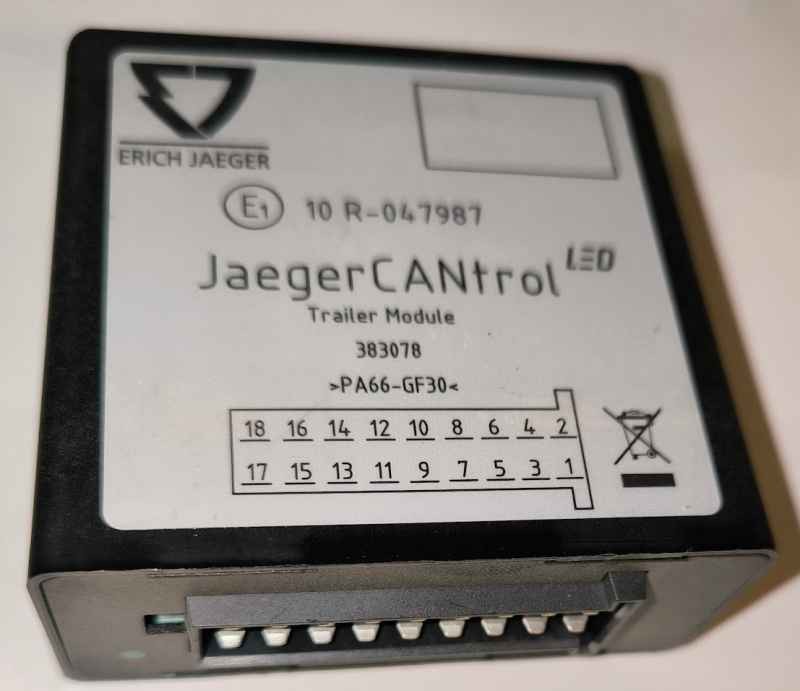 ERICH JAEGER
E1 10 R-047987
JaegerCANtrol LED
Trailer Module
383078
>PA66-GF30<
18 16 14 12 10 8 6 4 2
17 15 13 11 9 7 5 3 1